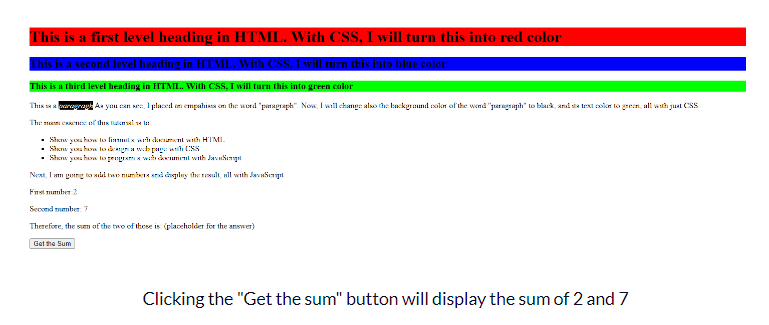 This is a first level heading in HTML. With CSS, I will turn this into red color
This is a second level heading in HTML. With CSS, I will turn this into blue color
This is a third level heading in HTML. With CSS, I will turn this into green color
This is a paragraph As you can see, I placed an empahisis on the word "paragraph". Now, I will change also the background color of the word "paragraph" to black, and its text color to green, all with just CSS.
The main essence of this tutorial is to:
Show you how to format a web document with HTML
Show you how to design a web page with CSS
Show you how to program a web document with JavaScript
Next, I am going to add two numbers and display the result, all with JavaScript
First number:2
Second number: 7
Therefore, the sum of the two of those is: (placeholder for the answer)
Get the Sum
Clicking the "Get the sum" button will display the sum of 2 and 7